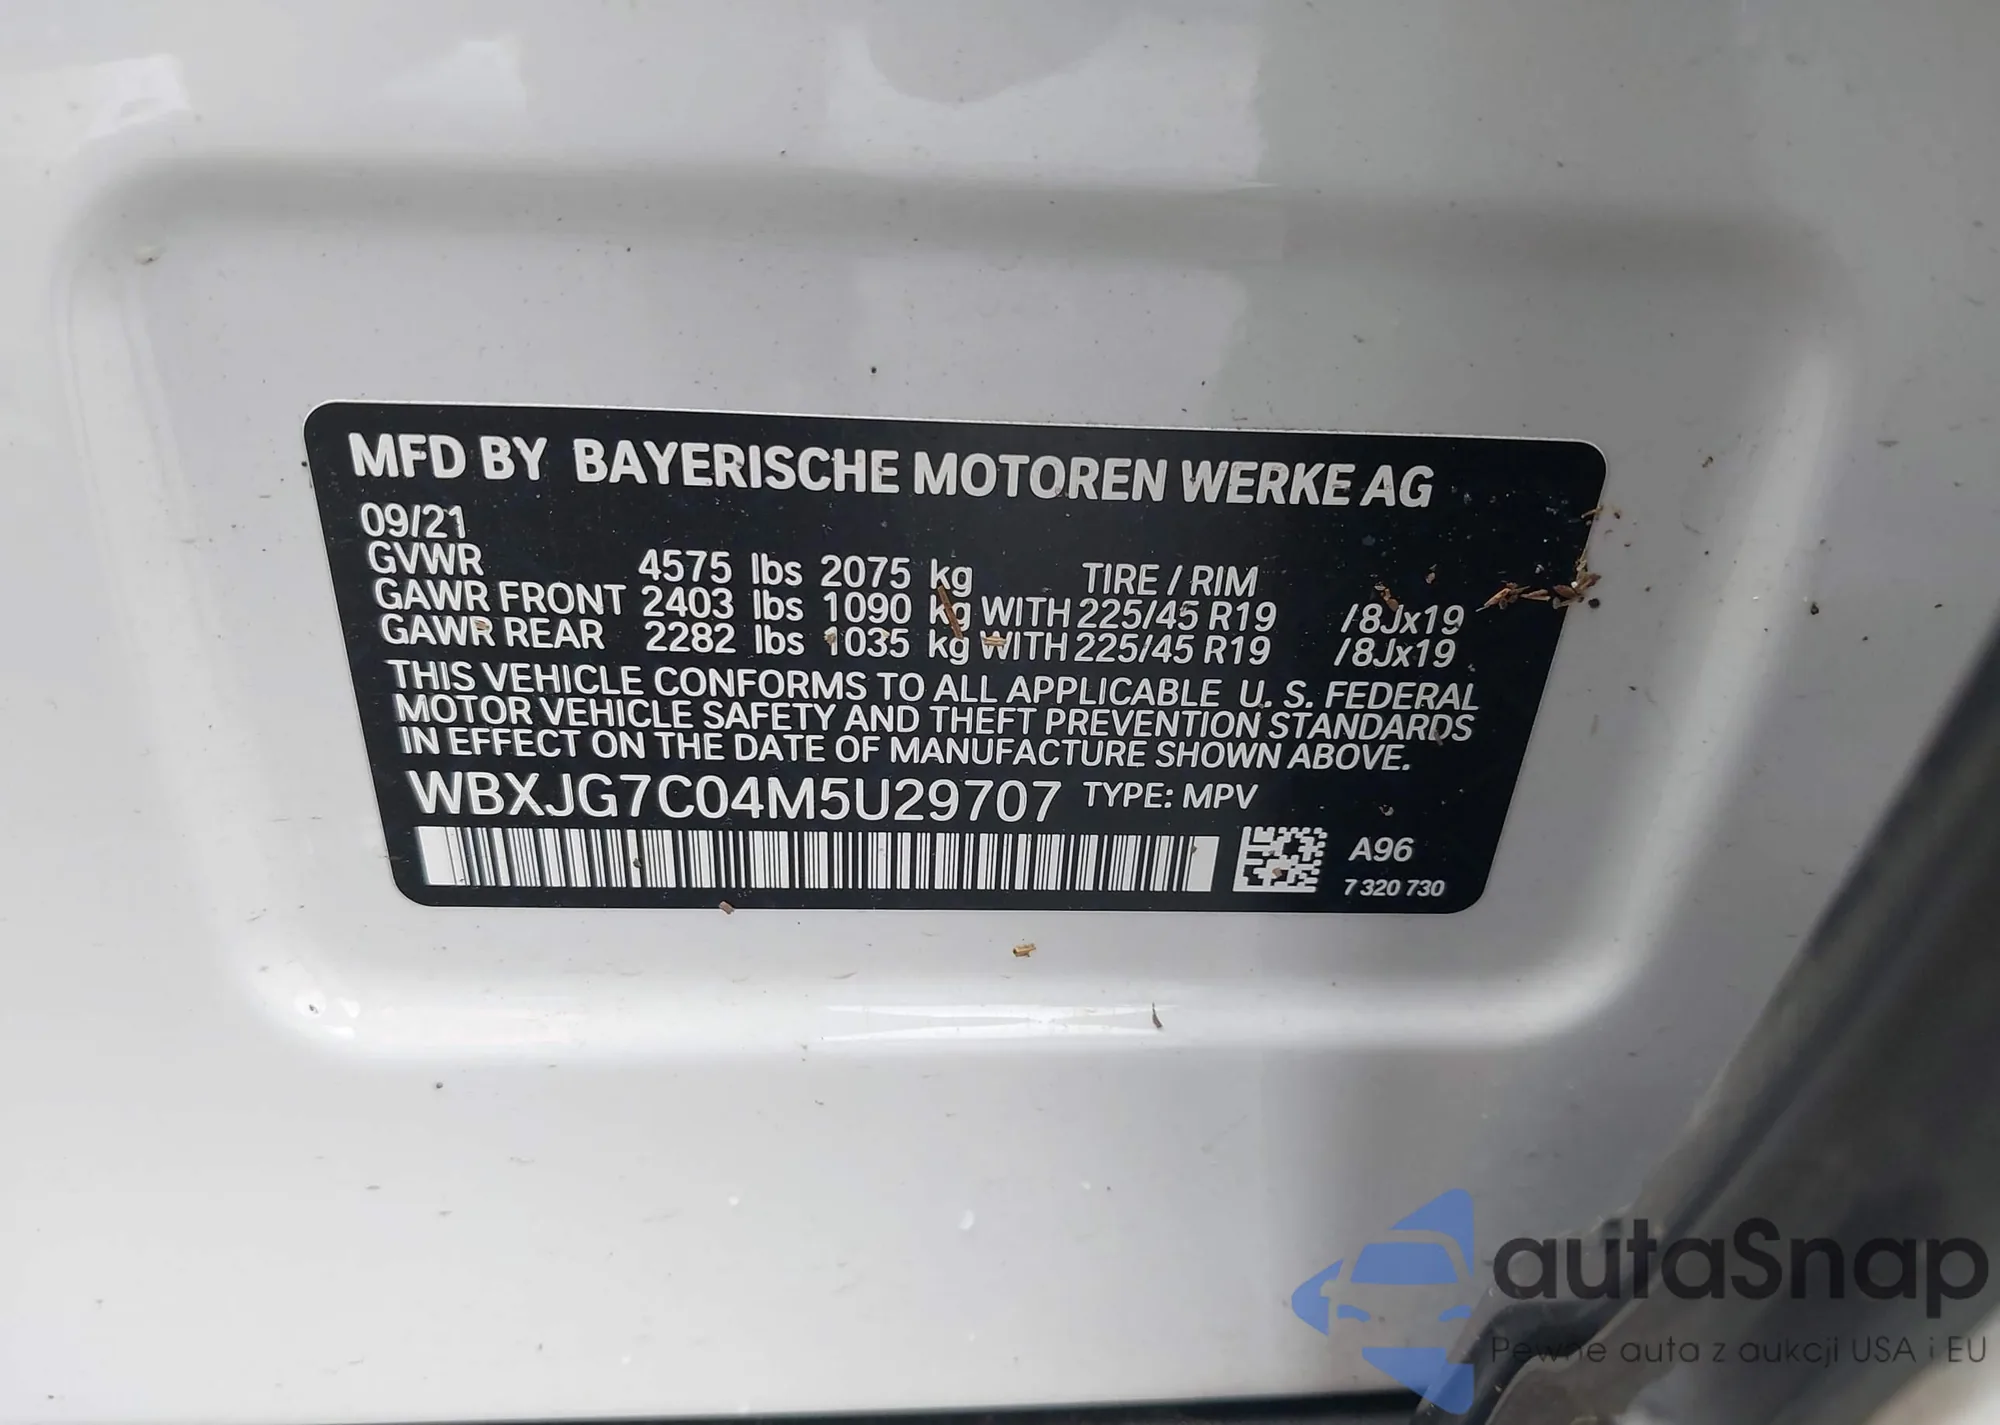 MFD BY BAYERISCHE MOTOREN WERKE AG
09/21
GVWR 4575 lbs 2075 kg TIRE / RIM
GAWR FRONT 2403 lbs 1090 kg WITH 225/45 R19 /8Jx19
GAWR REAR 2282 lbs 1035 kg WITH 225/45 R19 /8Jx19
THIS VEHICLE CONFORMS TO ALL APPLICABLE U. S. FEDERAL
MOTOR VEHICLE SAFETY AND THEFT PREVENTION STANDARDS
IN EFFECT ON THE DATE OF MANUFACTURE SHOWN ABOVE.
WBXJG7C04M5U29707 TYPE: MPV
A96
7 320 730
autaSnap
Pewne auta z aukcji USA i EU